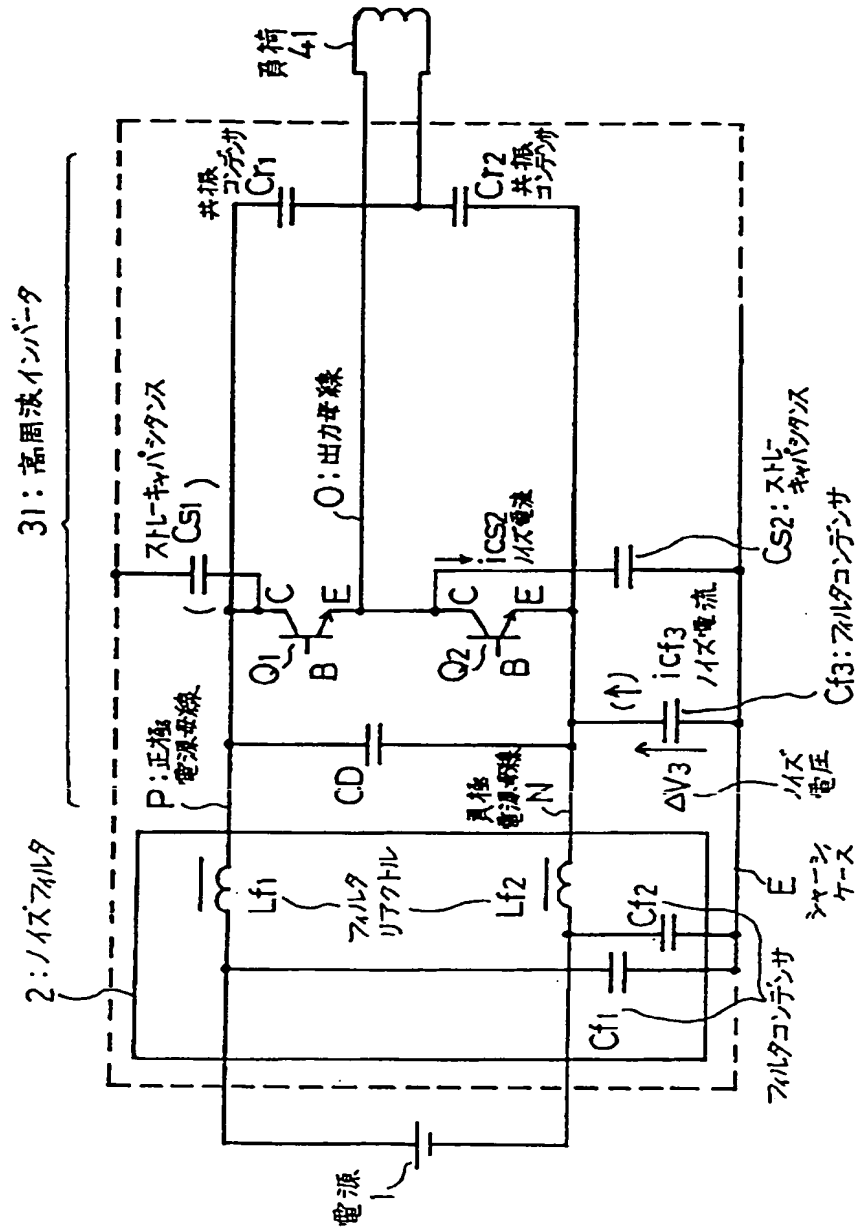 31：高周波インバータ
2：ノイズフィルタ
P：正極
電源母線
ストレーキャパシタンス
( Cs1 )
共振
コンデンサ
Cr1
負荷
41
Q1
C
B
E
O：出力母線
Lf1
フィルタ
リアクトル
Lf2
CD
iCs2
ノイズ電流
Q2
C
B
E
Cr2
共振
コンデンサ
電源
1
負極
電源母線
N
Cf1
Cf2
フィルタコンデンサ
(↑)
iCf3
ノイズ電流
ΔV3
ノイズ
電圧
E
シャーシ
ケース
Cf3：フィルタコンデンサ
Cs2：ストレー
キャパシタンス